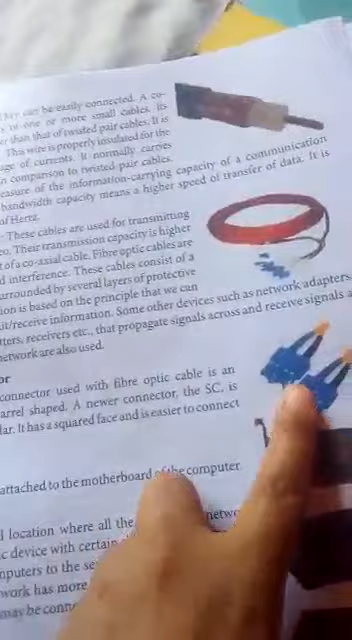 They can be easily connected. A co-
or one or more small cables. Its
er than that of twisted pair cables. It is
This wire is properly insulated for the
age of currents. It normally carries
in comparison to twisted pair cables.
easure of the information-carrying capacity of a communication
bandwidth capacity means a higher speed of transfer of data. It is
of Hertz.
- These cables are used for transmitting
eo. Their transmission capacity is higher
t of a co-axial cable. Fibre optic cables are
d interference. These cables consist of a
surrounded by several layers of protective
ion is based on the principle that we can
it/receive information. Some other devices such as network adapters,
tters, receivers etc., that propagate signals across and receive signals a
network are also used.
or
connector used with fibre optic cable is an
arrel shaped. A newer connector, the SC, is
lar. It has a squared face and is easier to connect
attached to the motherboard of the computer
l location where all the netwo
c device with certain
mputers to the se
work has more
may be conn